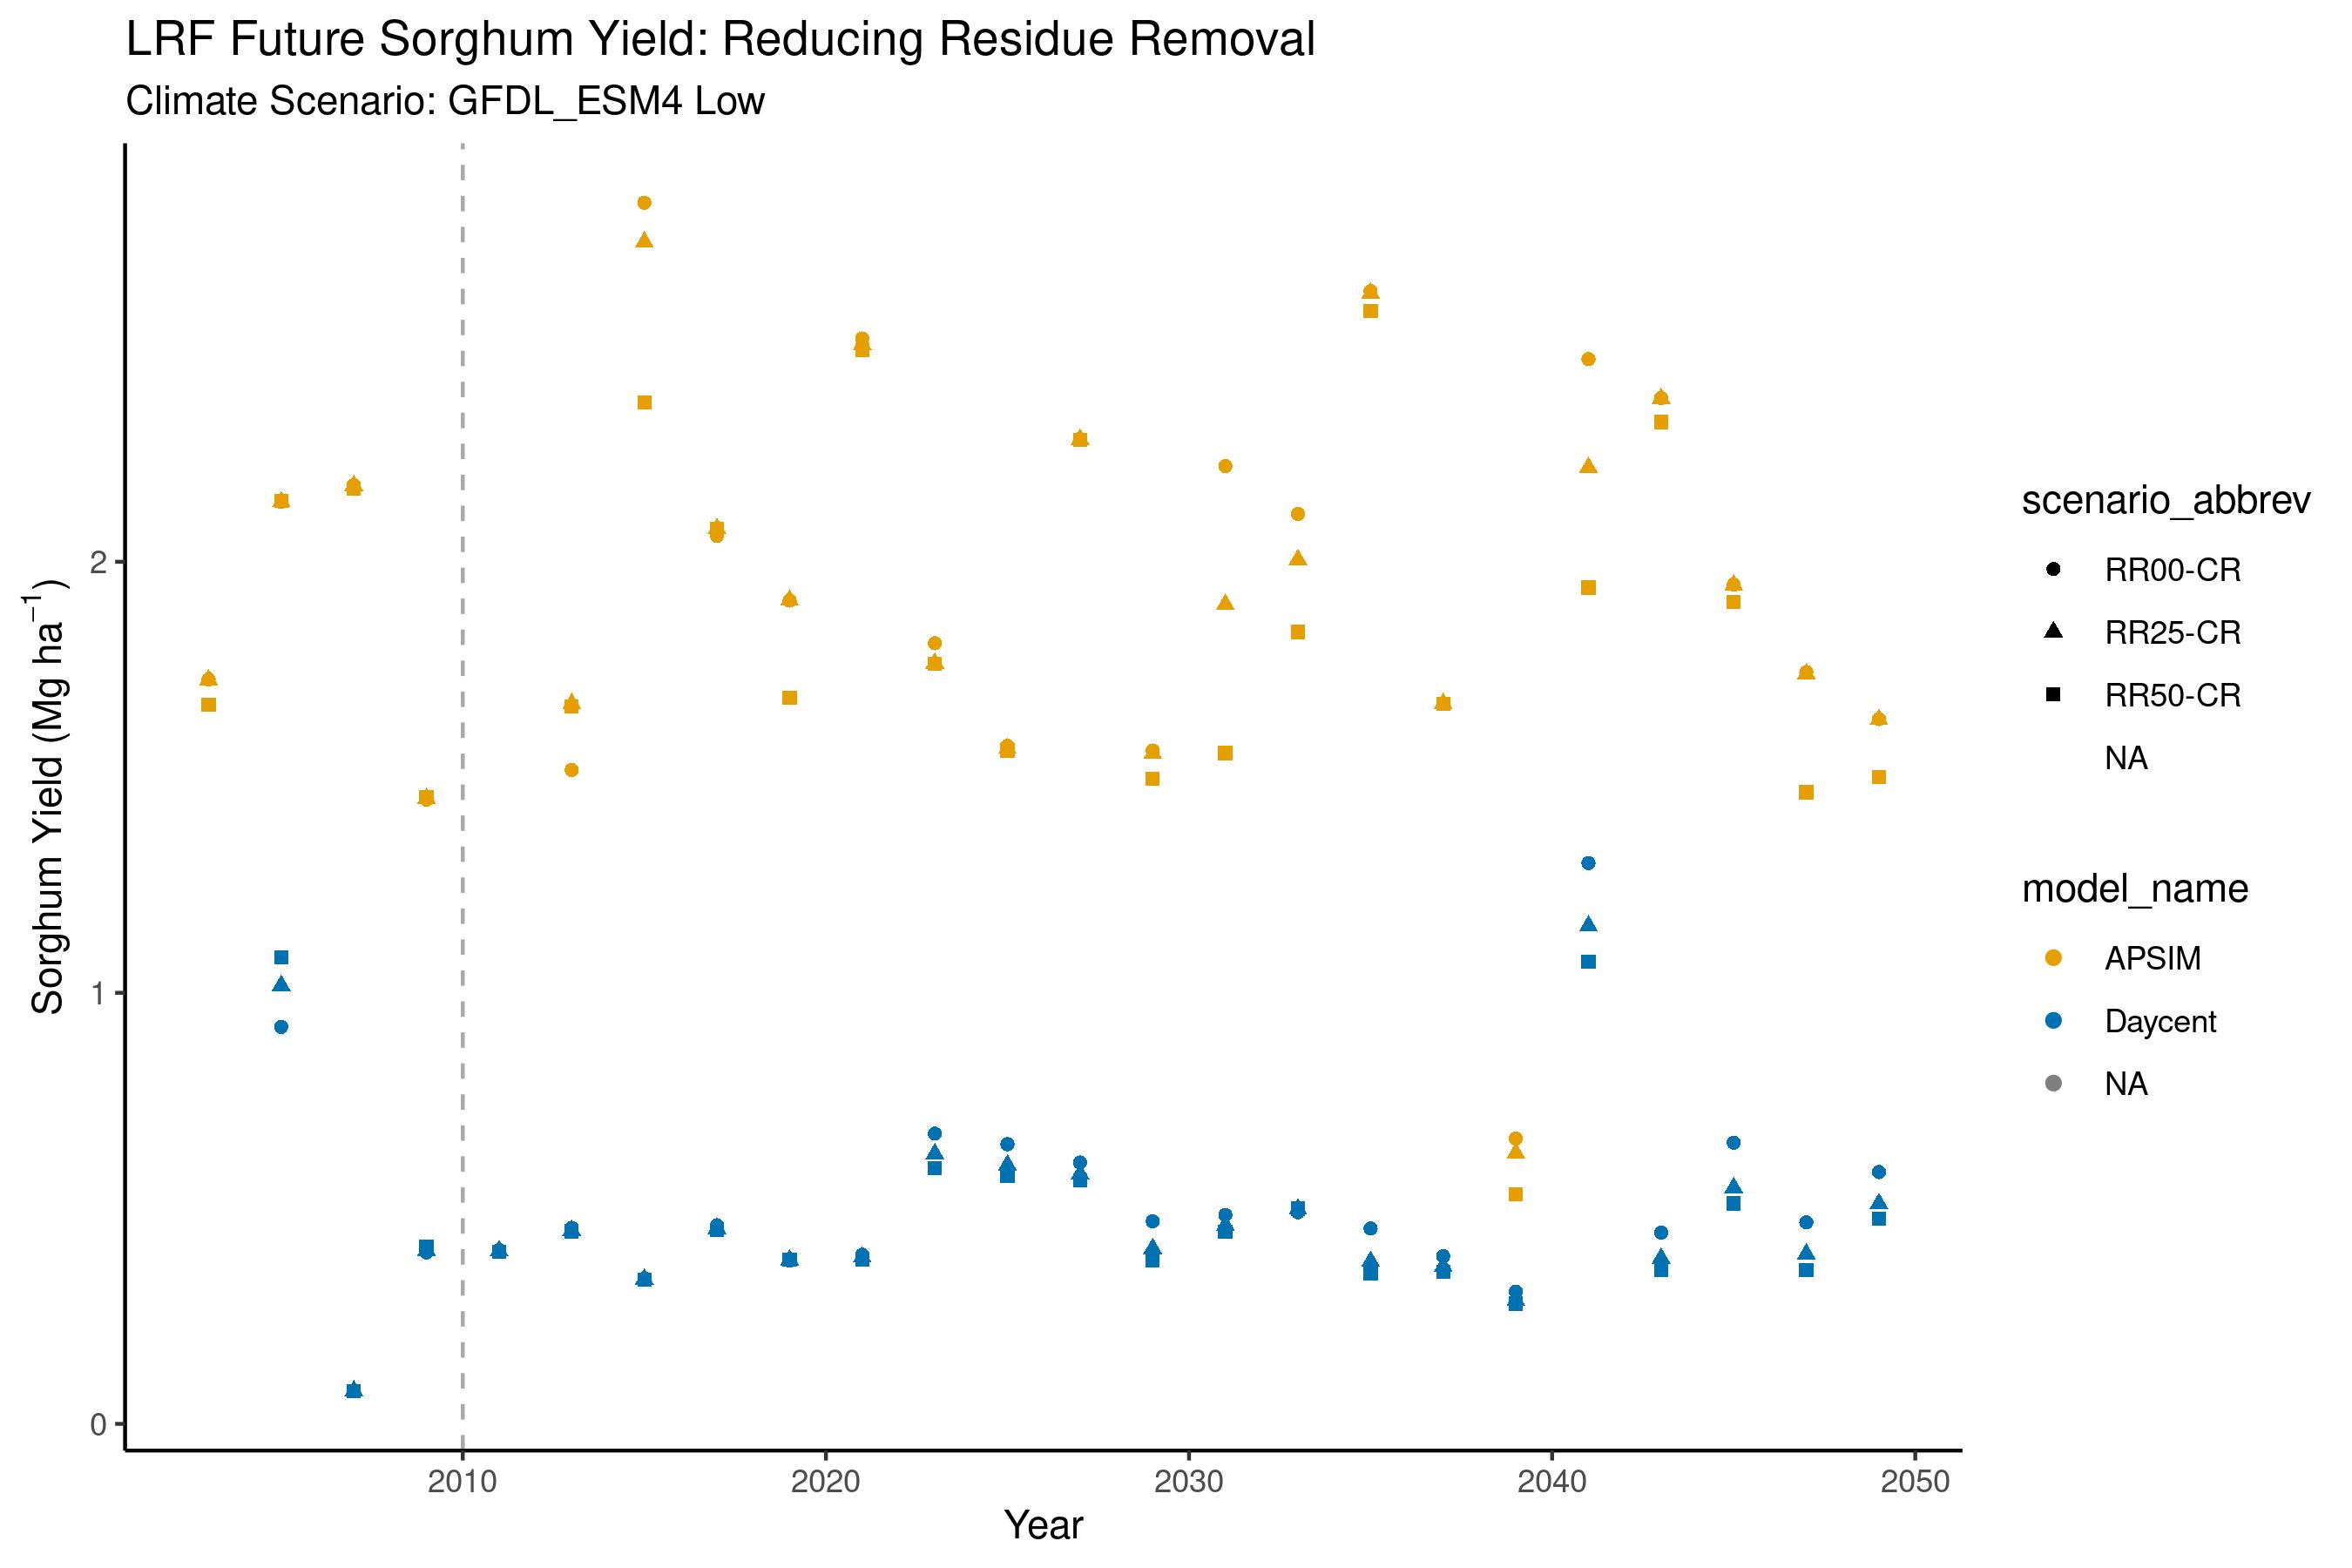 LRF Future Sorghum Yield: Reducing Residue Removal
Climate Scenario: GFDL_ESM4 Low
Sorghum Yield (Mg ha⁻¹)
2
1
0
2010
2020
2030
2040
2050
Year
scenario_abbrev
RR00-CR
RR25-CR
RR50-CR
NA
model_name
APSIM
Daycent
NA